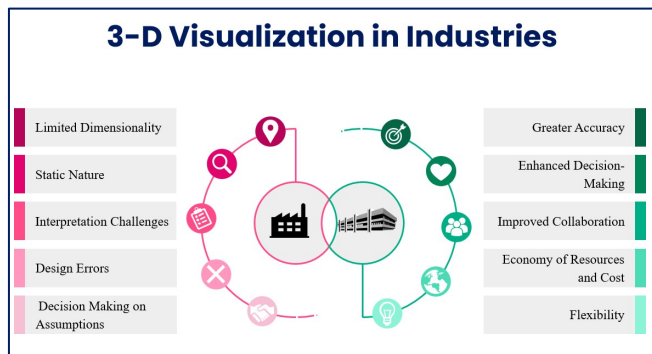 3-D Visualization in Industries
Limited Dimensionality
Static Nature
Interpretation Challenges
Design Errors
Decision Making on
Assumptions
Greater Accuracy
Enhanced Decision-
Making
Improved Collaboration
Economy of Resources
and Cost
Flexibility